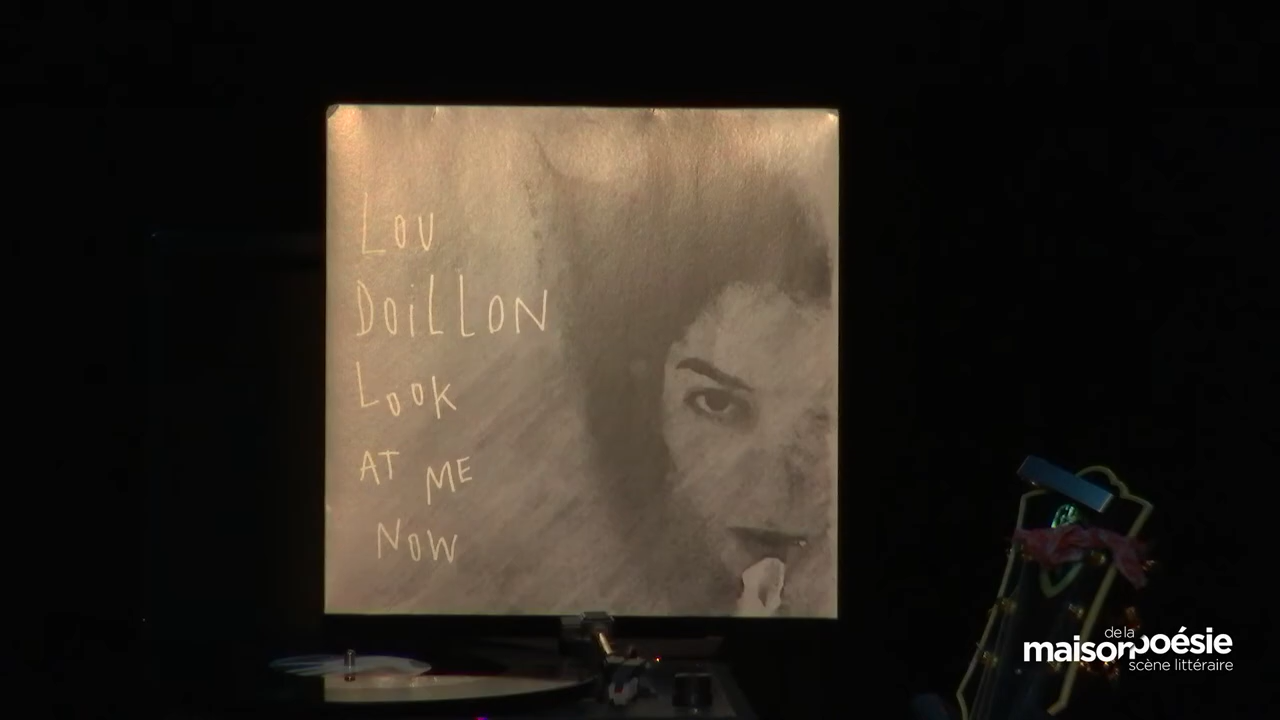 LOU
DOiLLON
LOOK
AT ME
NOW
de la
maison poésie
scène littéraire